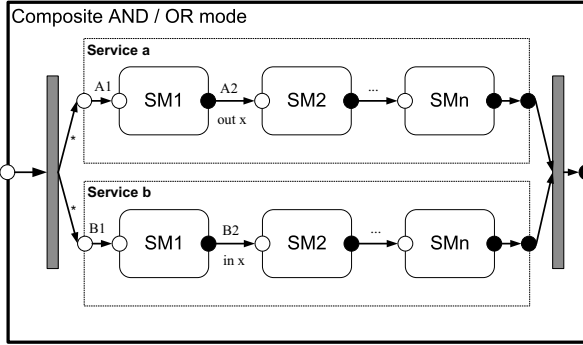 Composite AND / OR mode
Service a
A1 SM1 A2 SM2 ... SMn
out x
*
*
Service b
B1 SM1 B2 SM2 ... SMn
in x